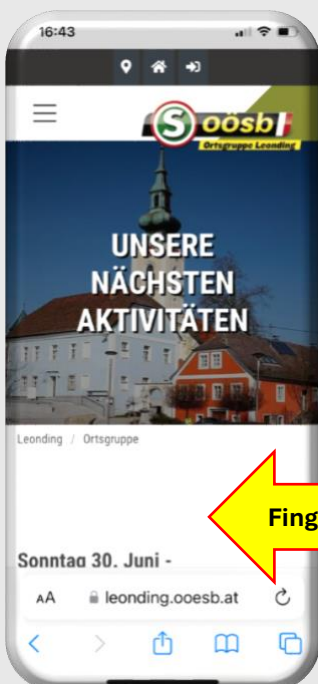 16:43
S oösb
Ortsgruppe Leonding
UNSERE
NÄCHSTEN
AKTIVITÄTEN
Leonding / Ortsgruppe
Fing
Sonntag 30. Juni -
AA leonding.ooesb.at